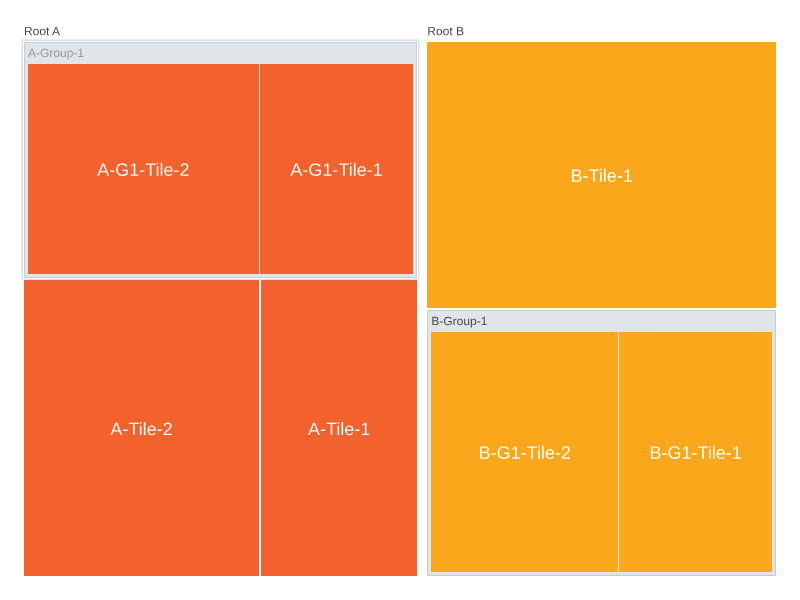 Root A
A-Group-1
A-G1-Tile-2
A-G1-Tile-1
A-Tile-2
A-Tile-1
Root B
B-Tile-1
B-Group-1
B-G1-Tile-2
B-G1-Tile-1